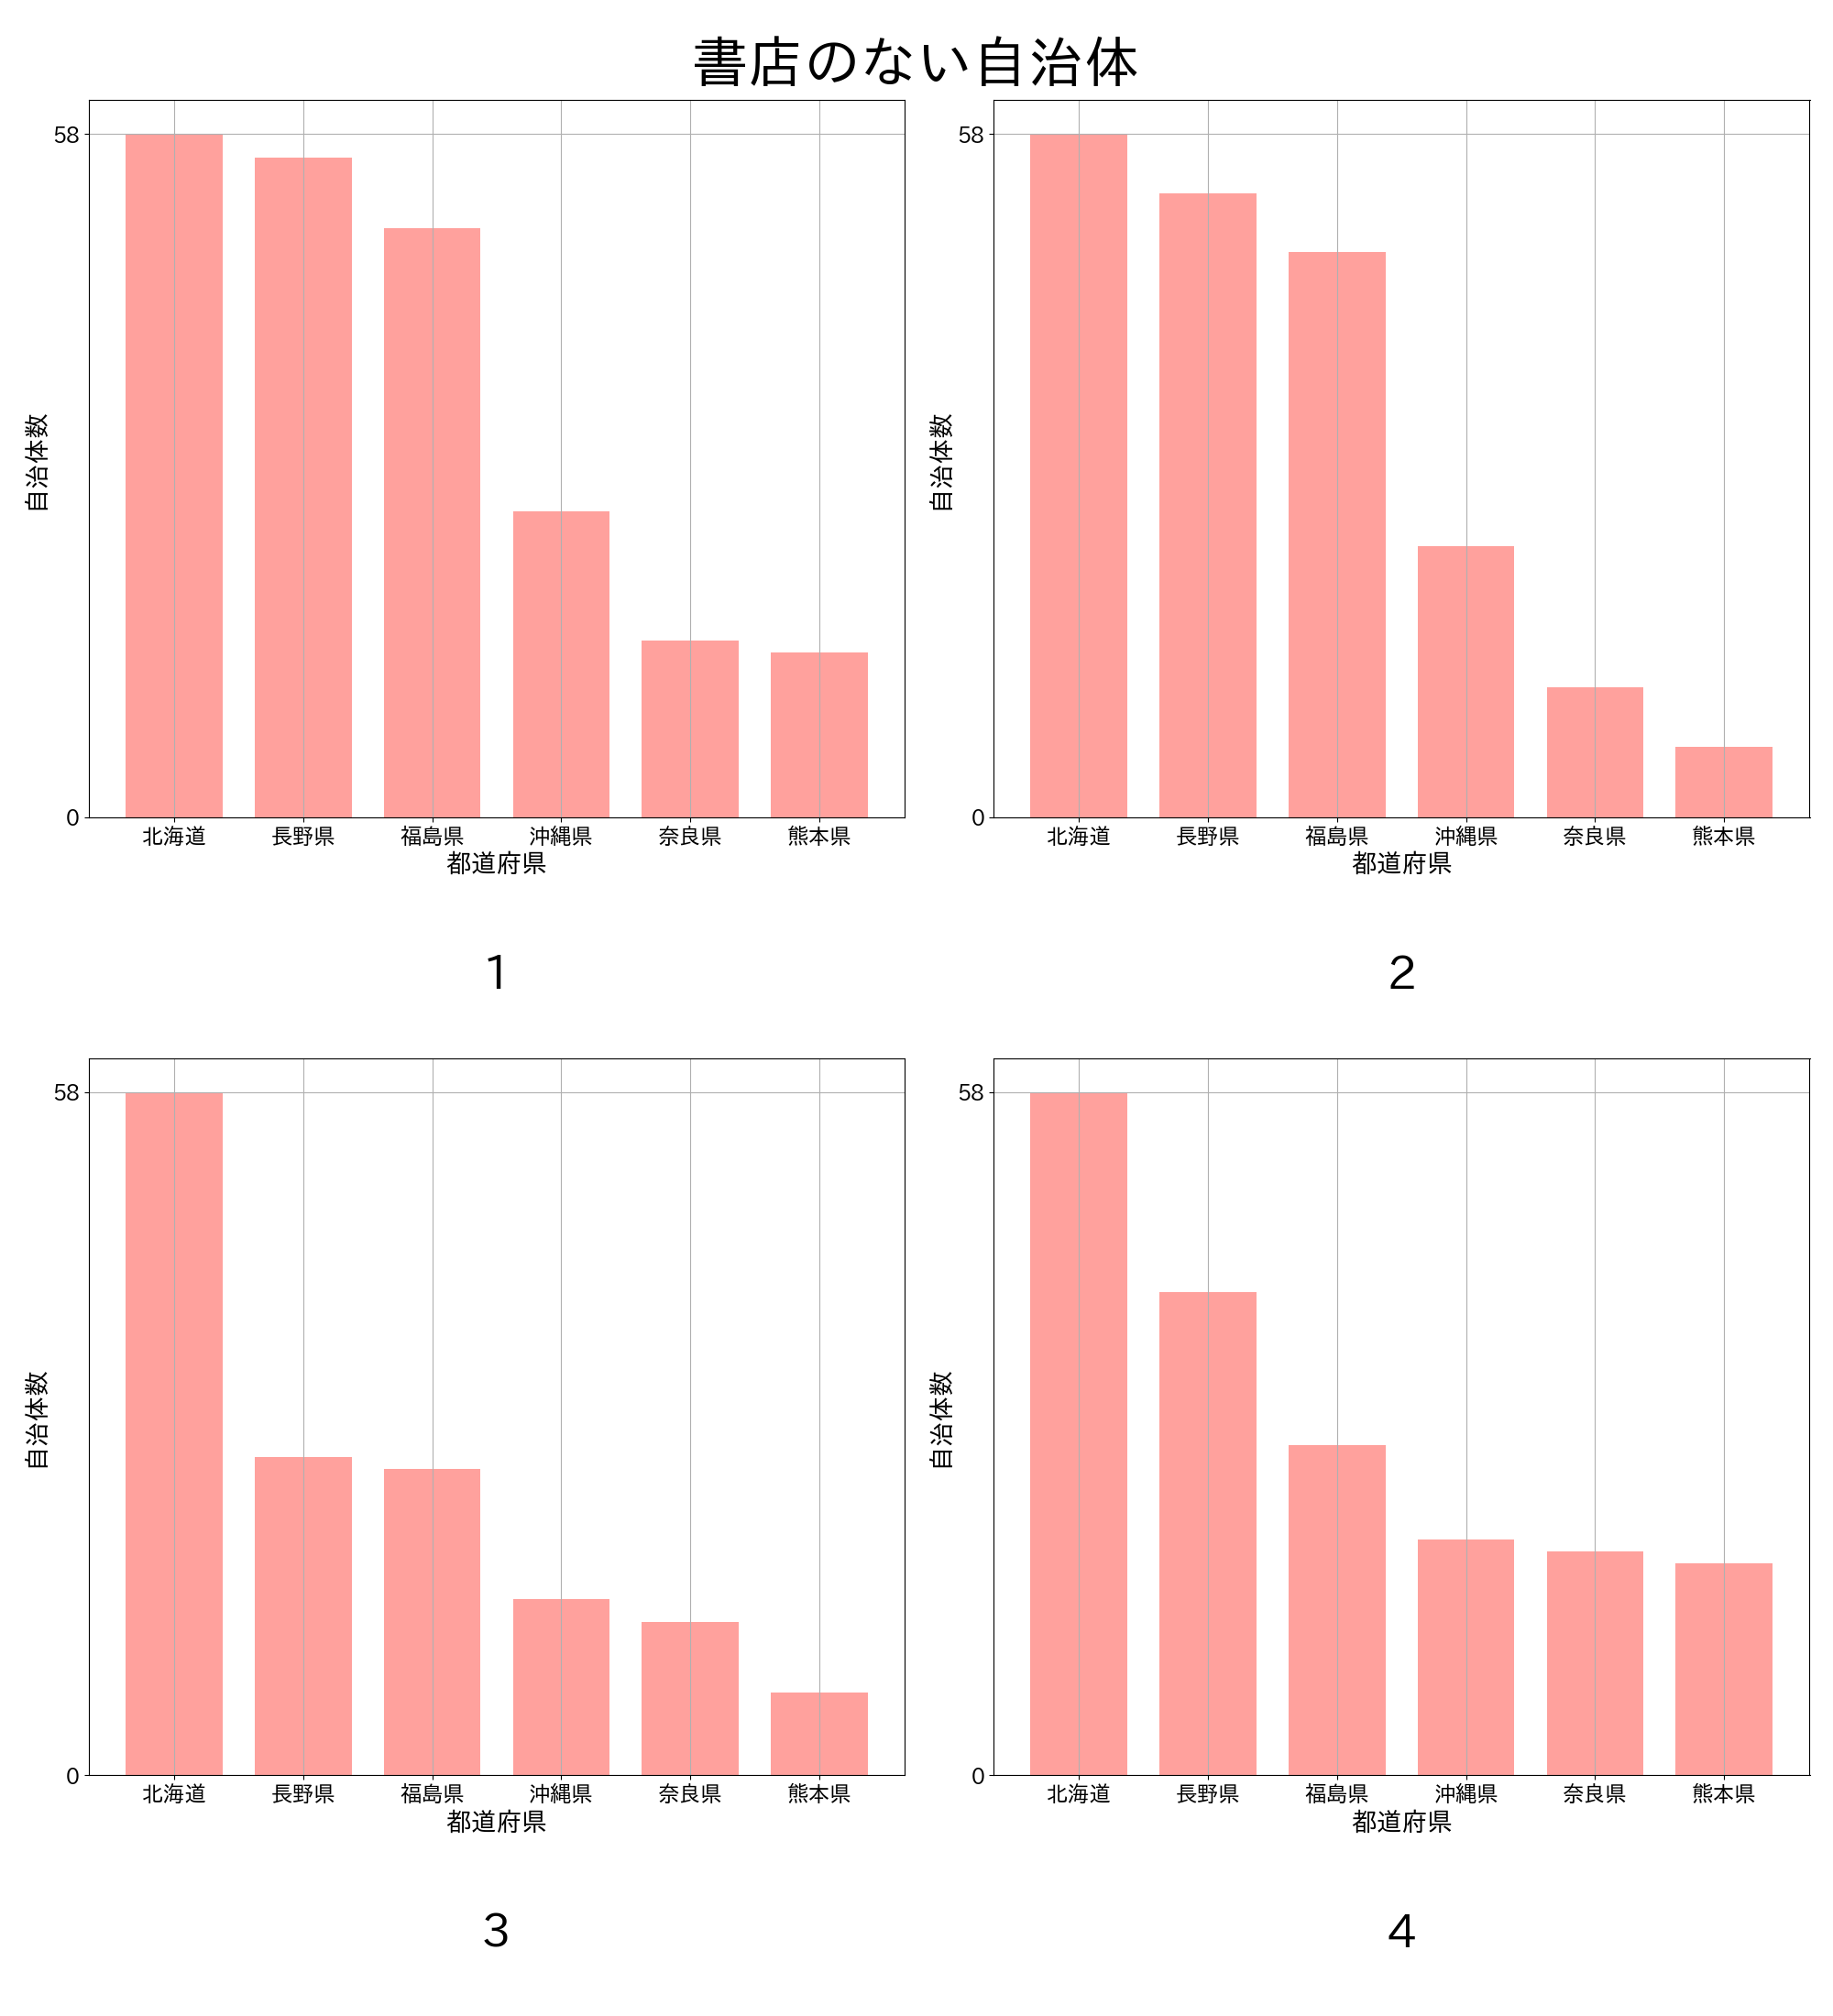 書店のない自治体
58
0
自治体数
北海道 長野県 福島県 沖縄県 奈良県 熊本県
都道府県
1
58
0
自治体数
北海道 長野県 福島県 沖縄県 奈良県 熊本県
都道府県
2
58
0
自治体数
北海道 長野県 福島県 沖縄県 奈良県 熊本県
都道府県
3
58
0
自治体数
北海道 長野県 福島県 沖縄県 奈良県 熊本県
都道府県
4